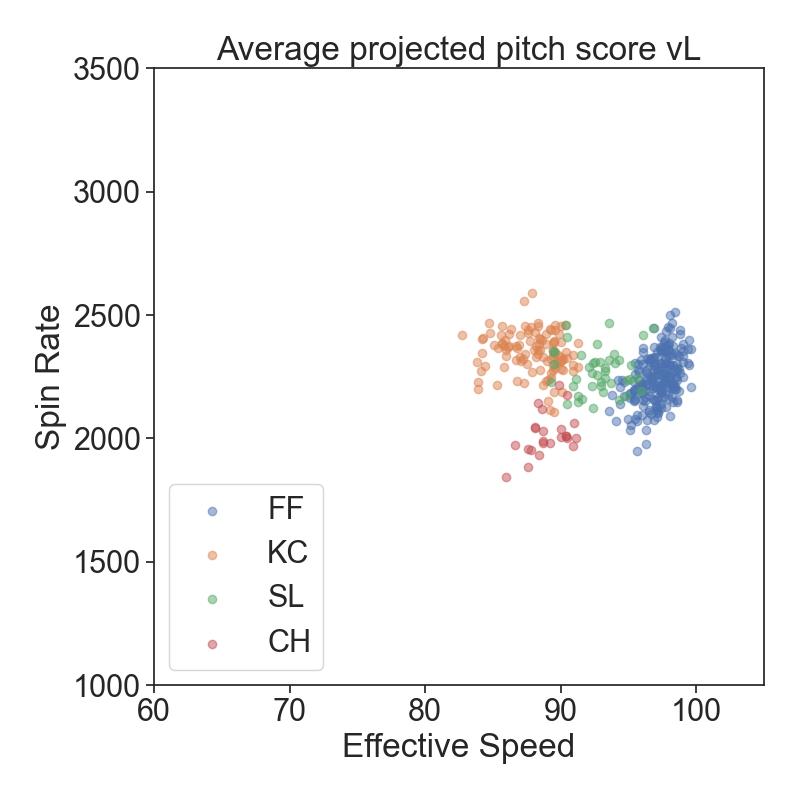 Average projected pitch score vL
3500
3000
2500
2000
1500
1000
Spin Rate
FF
KC
SL
CH
60 70 80 90 100
Effective Speed